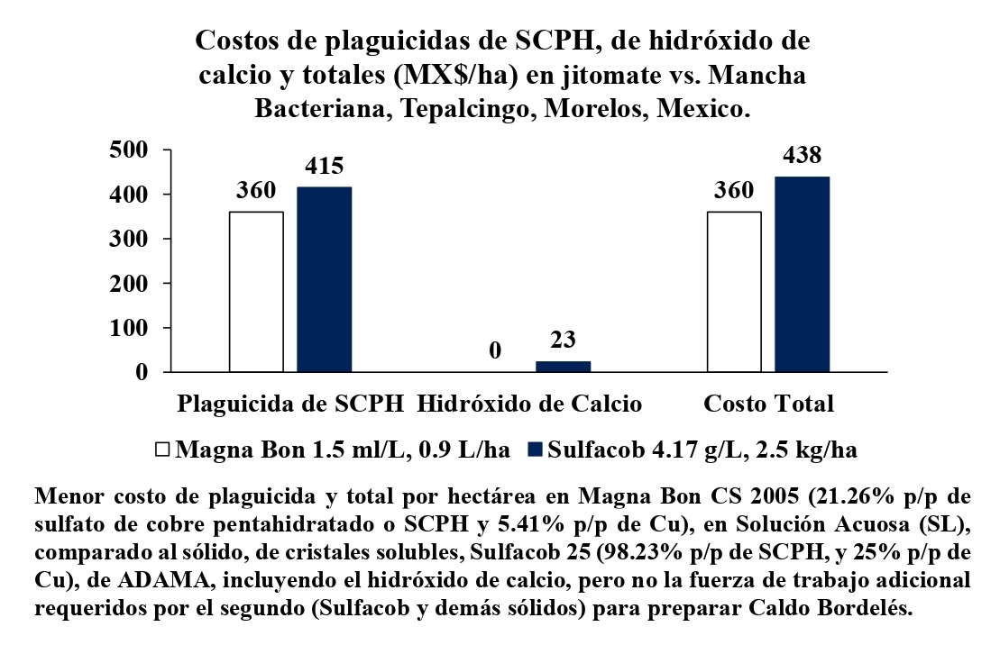 Costos de plaguicidas de SCPH, de hidróxido de
calcio y totales (MX$/ha) en jitomate vs. Mancha
Bacteriana, Tepalcingo, Morelos, Mexico.
500
400
300
200
100
0
360
415
0
23
360
438
Plaguicida de SCPH
Hidróxido de Calcio
Costo Total
Magna Bon 1.5 ml/L, 0.9 L/ha
Sulfacob 4.17 g/L, 2.5 kg/ha
Menor costo de plaguicida y total por hectárea en Magna Bon CS 2005 (21.26% p/p de
sulfato de cobre pentahidratado o SCPH y 5.41% p/p de Cu), en Solución Acuosa (SL),
comparado al sólido, de cristales solubles, Sulfacob 25 (98.23% p/p de SCPH, y 25% p/p de
Cu), de ADAMA, incluyendo el hidróxido de calcio, pero no la fuerza de trabajo adicional
requeridos por el segundo (Sulfacob y demás sólidos) para preparar Caldo Bordelés.